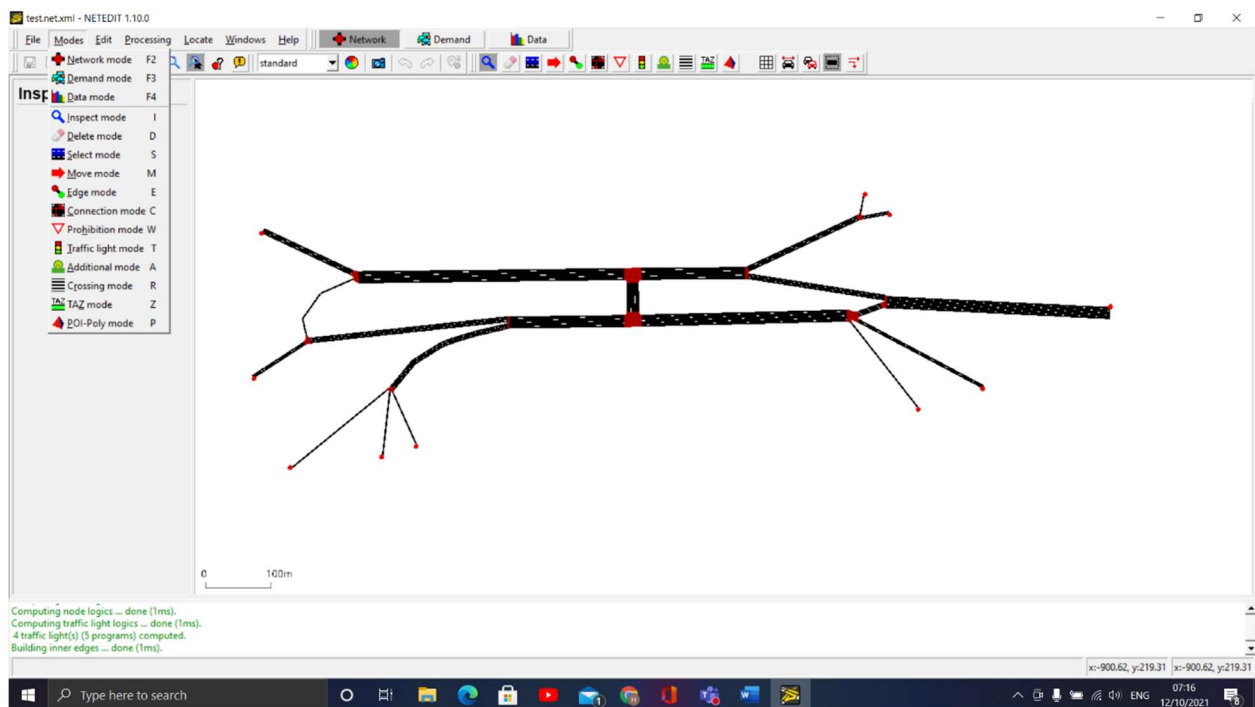 test.net.xml - NETEDIT 1.10.0
File Modes Edit Processing Locate Windows Help Network Demand Data
standard
Network mode F2
Demand mode F3
Data mode F4
Inspect mode I
Delete mode D
Select mode S
Move mode M
Edge mode E
Connection mode C
Prohibition mode W
Traffic light mode T
Additional mode A
Crossing mode R
TAZ TAZ mode Z
POI-Poly mode P
Insp
TAZ
0 100m
Computing node logics ... done (1ms).
Computing traffic light logics ... done (1ms).
4 traffic light(s) (5 programs) computed.
Building inner edges ... done (1ms).
x:-900.62, y:219.31 x:-900.62, y:219.31
Type here to search
ENG
07:16
12/10/2021